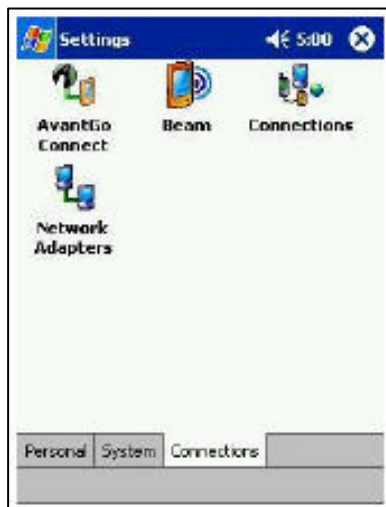 Settings 5:00
AvantGo Connect
Beam
Connections
Network Adapters
Personal System Connections